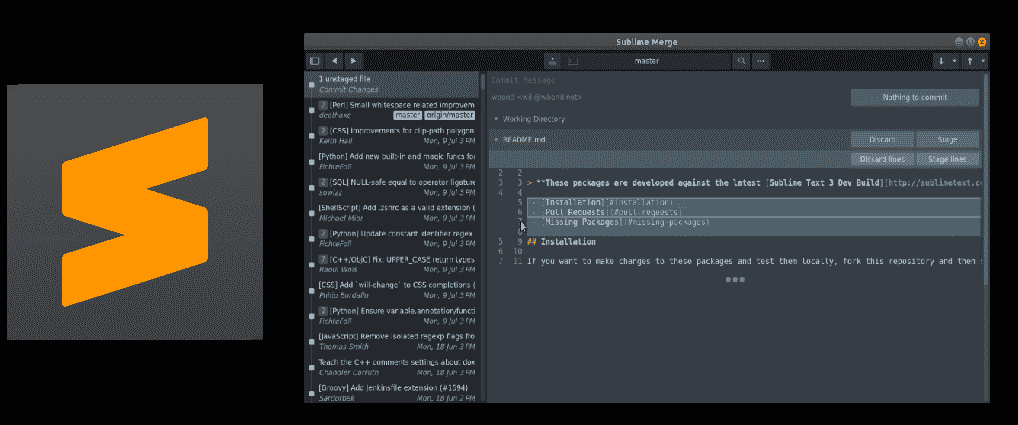 Sublime Merge
master
1 unstaged file
Commit Changes
2 [Perl] Small whitespace related improvem
deathaxe master origin/master
2 [CSS] improvements for clip-path polygon
Keith Hall Mon, 9 Jul 3 PM
[Python] Add new built-in and magic funcs for
FichteFoll Mon, 9 Jul 3 PM
2 [SQL] NULL-safe equal to operator ligature
Mon, 9 Jul 3 PM
[ShellScript] Add .zshrc as a valid extension (
Michael Mior Mon, 9 Jul 3 PM
2 [Python] Update constant identifier regex
FichteFoll Mon, 9 Jul 3 PM
7 [C++/ObjC] Fix: UPPER_CASE return types
Raoul Wols Mon, 9 Jul 3 PM
[CSS] Add `will-change` to CSS completions (
Mon, 9 Jul 3 PM
2 [Python] Ensure variable.annotation/functi
FichteFoll Mon, 9 Jul 3 PM
[JavaScript] Remove isolated regexp flags fro
Thomas Smith Mon, 18 Jun 3 PM
Teach the C++ comments settings about dox
Chandler Carruth Mon, 18 Jun 3 PM
[Groovy] Add Jenkinsfile extension (#1594)
Sardorbek Mon, 18 Jun 2 PM
Commit Message
wbond <will@wbond.net>
Nothing to commit
Working Directory
README.md
Discard Stage
Discard lines Stage lines
2 2
3 3 > **These packages are developed against the lmtest [Sublime Text 3 Dev Build](http://sublimetext.c
4 4
5 - [Installation](#installation)
6 - [Pull Requests](#pull-requests)
- [Missing Packages](#missing-packages)
5 9 ## Installation
6 10
7 11 If you want to make changes to these packages and test them locally, fork this repository and then